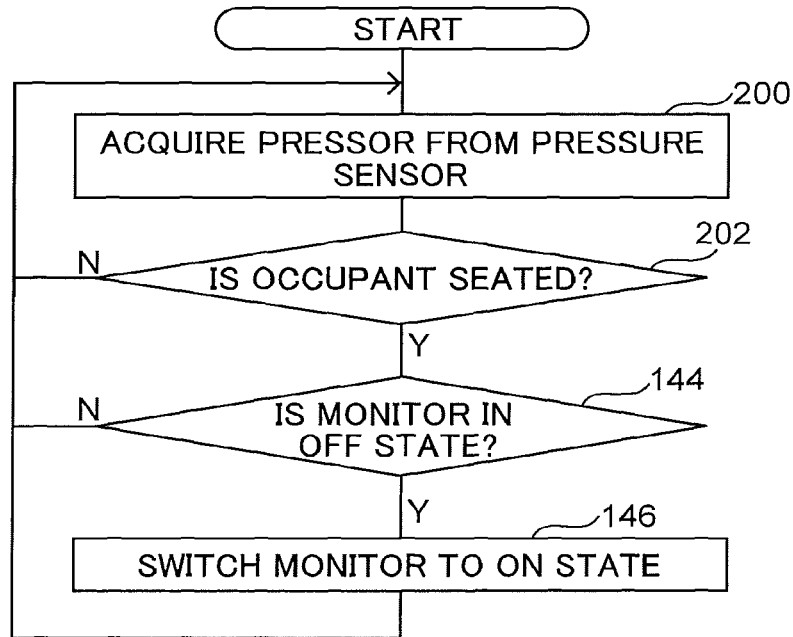 START
200
ACQUIRE PRESSOR FROM PRESSURE
SENSOR
202
N
IS OCCUPANT SEATED?
Y
144
N
IS MONITOR IN
OFF STATE?
Y
146
SWITCH MONITOR TO ON STATE